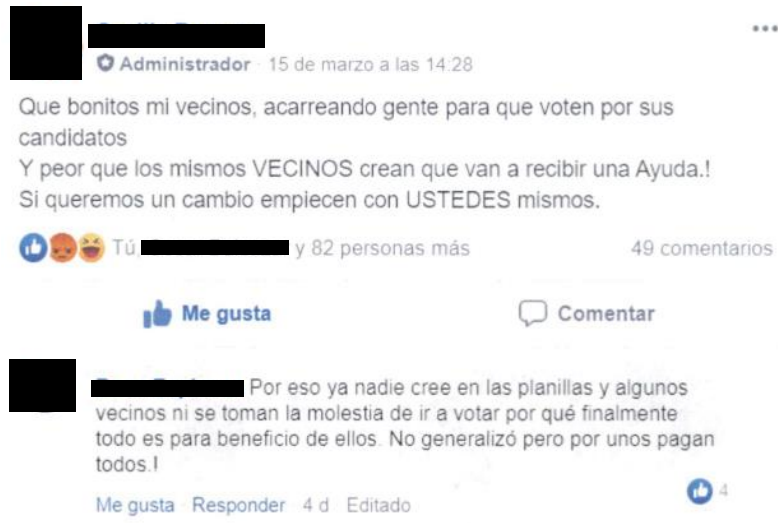 Administrador · 15 de marzo a las 14:28
Que bonitos mi vecinos, acarreando gente para que voten por sus
candidatos
Y peor que los mismos VECINOS crean que van a recibir una Ayuda.!
Si queremos un cambio empiecen con USTEDES mismos.
Tú, y 82 personas más 49 comentarios
Me gusta Comentar
Por eso ya nadie cree en las planillas y algunos
vecinos ni se toman la molestia de ir a votar por qué finalmente
todo es para beneficio de ellos. No generalizó pero por unos pagan
todos.!
4
Me gusta Responder 4 d Editado